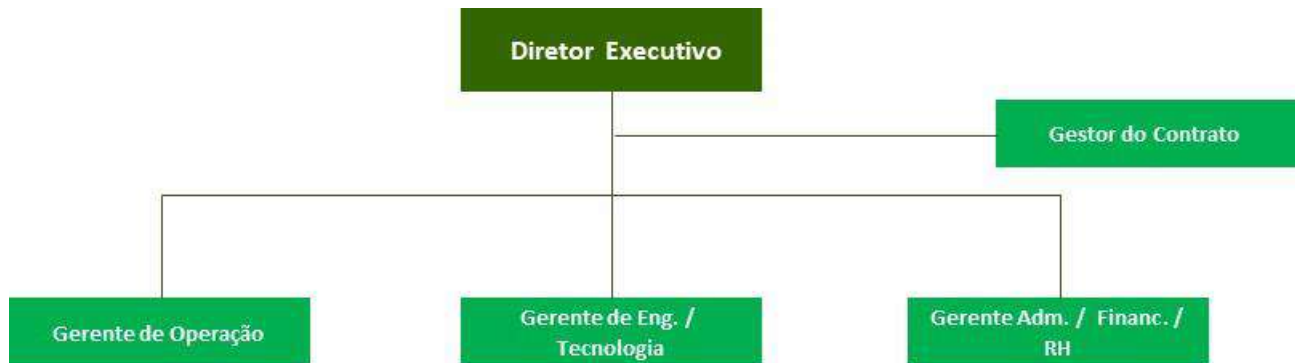 Diretor Executivo
Gestor do Contrato
Gerente de Operação
Gerente de Eng. /
Tecnologia
Gerente Adm. / Financ. /
RH